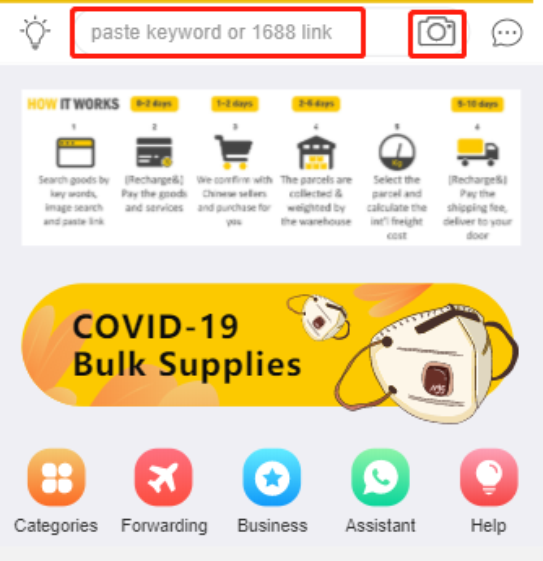 paste keyword or 1688 link
HOW IT WORKS
0-2 days
1-2 days
2-6 days
5-10 days
1
2
3
4
5
6
Search goods by
key words,
image search
and paste link
(Recharge&)
Pay the goods
and services
We comfirm with
Chinese sellers
and purchase for
you
The parcels are
collected &
weighted by
the warehouse
Kg
Select the
parcel and
calculate the
int'l freight
cost
(Recharge&)
Pay the
shipping fee,
deliver to your
door
COVID-19
Bulk Supplies
N95
Categories
Forwarding
Business
Assistant
Help